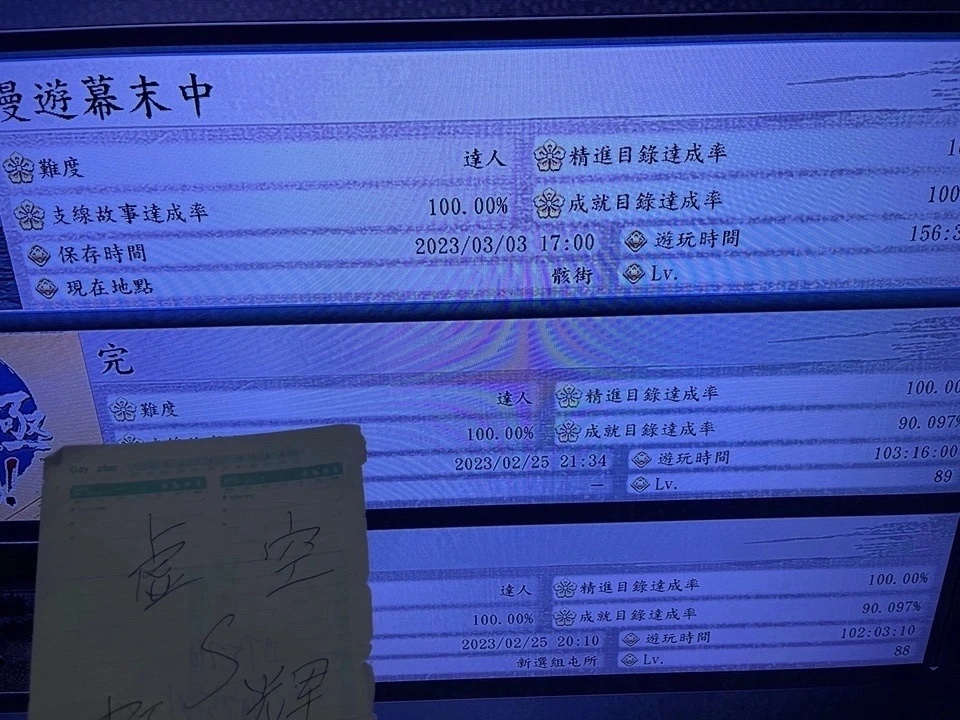 漫遊幕末中
難度 達人 精進目錄達成率
支線故事達成率 100.00% 成就目錄達成率 100
保存時間 2023/03/03 17:00 遊玩時間 156:3
現在地點 骸街 Lv.
完
極
!
難度 達人 精進目錄達成率 100.00
100.00% 成就目錄達成率 90.097%
2023/02/25 21:34 遊玩時間 103:16:00
— Lv. 89
達人 精進目錄達成率 100.00%
100.00% 成就目錄達成率 90.097%
2023/02/25 20:10 遊玩時間 102:03:10
新選組屯所 Lv. 88
Day plan
虛空
S
輝